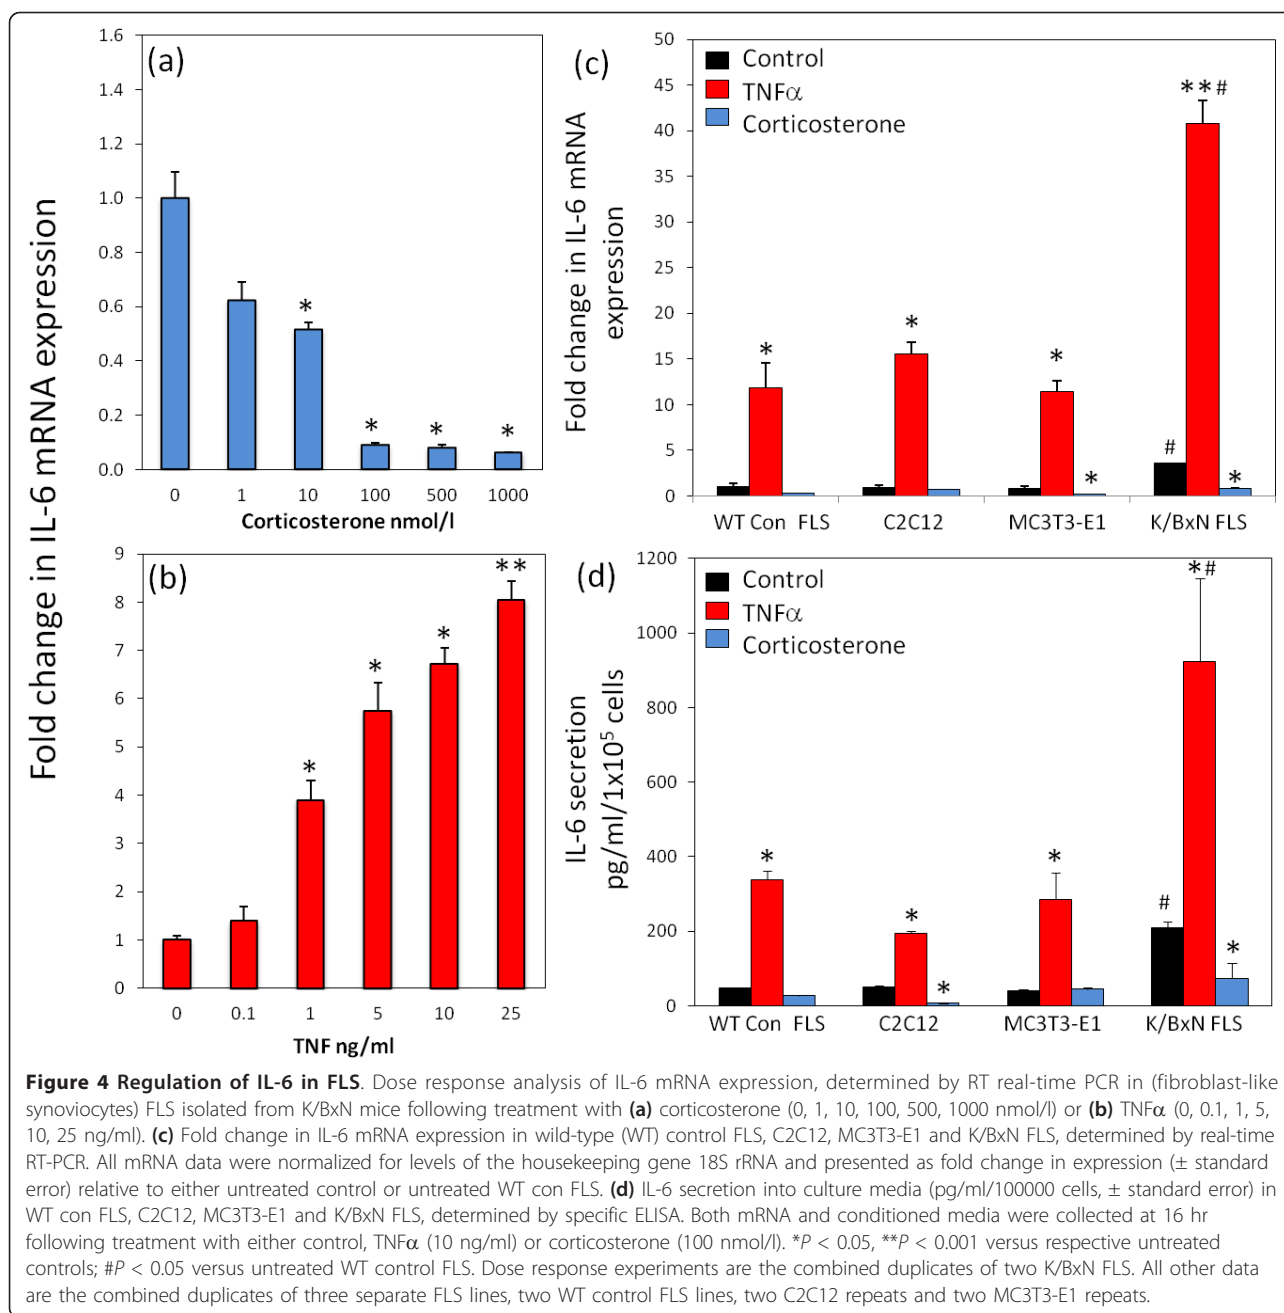 Fold change in IL-6 mRNA expression
(a)
1.6
1.4
1.2
1.0
0.8
0.6
0.4
0.2
0.0
*
* * *
0 1 10 100 500 1000
Corticosterone nmol/l
(b)
9
8
7
6
5
4
3
2
1
0
*
*
*
**
0 0.1 1 5 10 25
TNF ng/ml
(c)
Fold change in IL-6 mRNA
expression
50
45
40
35
30
25
20
15
10
5
0
Control
TNFα
Corticosterone
*
*
*
*
#
**#
*
WT Con FLS C2C12 MC3T3-E1 K/BxN FLS
(d)
IL-6 secretion
pg/ml/1x10⁵ cells
1200
1000
800
600
400
200
0
Control
TNFα
Corticosterone
*
*
*
*
#
*#
*
WT Con FLS C2C12 MC3T3-E1 K/BxN FLS
Figure 4 Regulation of IL-6 in FLS. Dose response analysis of IL-6 mRNA expression, determined by RT real-time PCR in (fibroblast-like
synoviocytes) FLS isolated from K/BxN mice following treatment with (a) corticosterone (0, 1, 10, 100, 500, 1000 nmol/l) or (b) TNFα (0, 0.1, 1, 5,
10, 25 ng/ml). (c) Fold change in IL-6 mRNA expression in wild-type (WT) control FLS, C2C12, MC3T3-E1 and K/BxN FLS, determined by real-time
RT-PCR. All mRNA data were normalized for levels of the housekeeping gene 18S rRNA and presented as fold change in expression (± standard
error) relative to either untreated control or untreated WT con FLS. (d) IL-6 secretion into culture media (pg/ml/100000 cells, ± standard error) in
WT con FLS, C2C12, MC3T3-E1 and K/BxN FLS, determined by specific ELISA. Both mRNA and conditioned media were collected at 16 hr
following treatment with either control, TNFα (10 ng/ml) or corticosterone (100 nmol/l). *P < 0.05, **P < 0.001 versus respective untreated
controls; #P < 0.05 versus untreated WT control FLS. Dose response experiments are the combined duplicates of two K/BxN FLS. All other data
are the combined duplicates of three separate FLS lines, two WT control FLS lines, two C2C12 repeats and two MC3T3-E1 repeats.